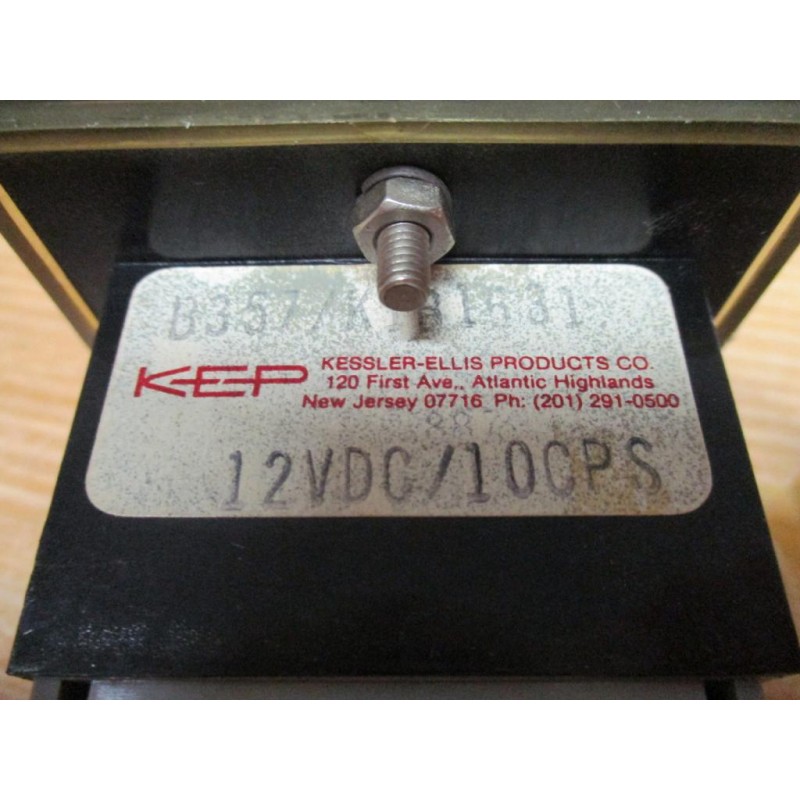 KEP
KESSLER-ELLIS PRODUCTS CO.
120 First Ave., Atlantic Highlands
New Jersey 07716 Ph: (201) 291-0500
12VDC/10CPS